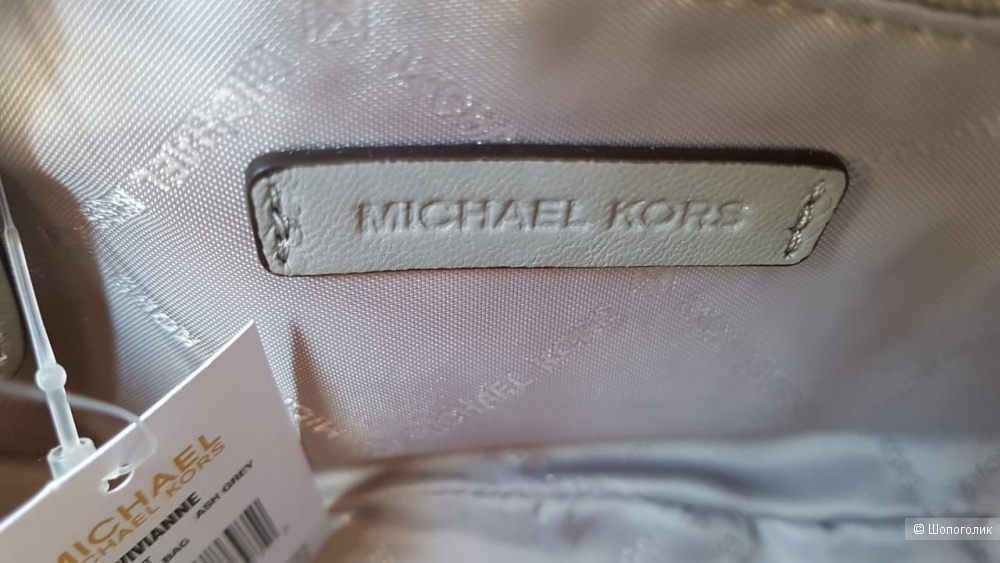 MICHAEL KORS
MICHAEL KORS
MICHAEL
MICHAEL KORS
VIVIANNE
ASH GREY
BAG
© Шопоголик